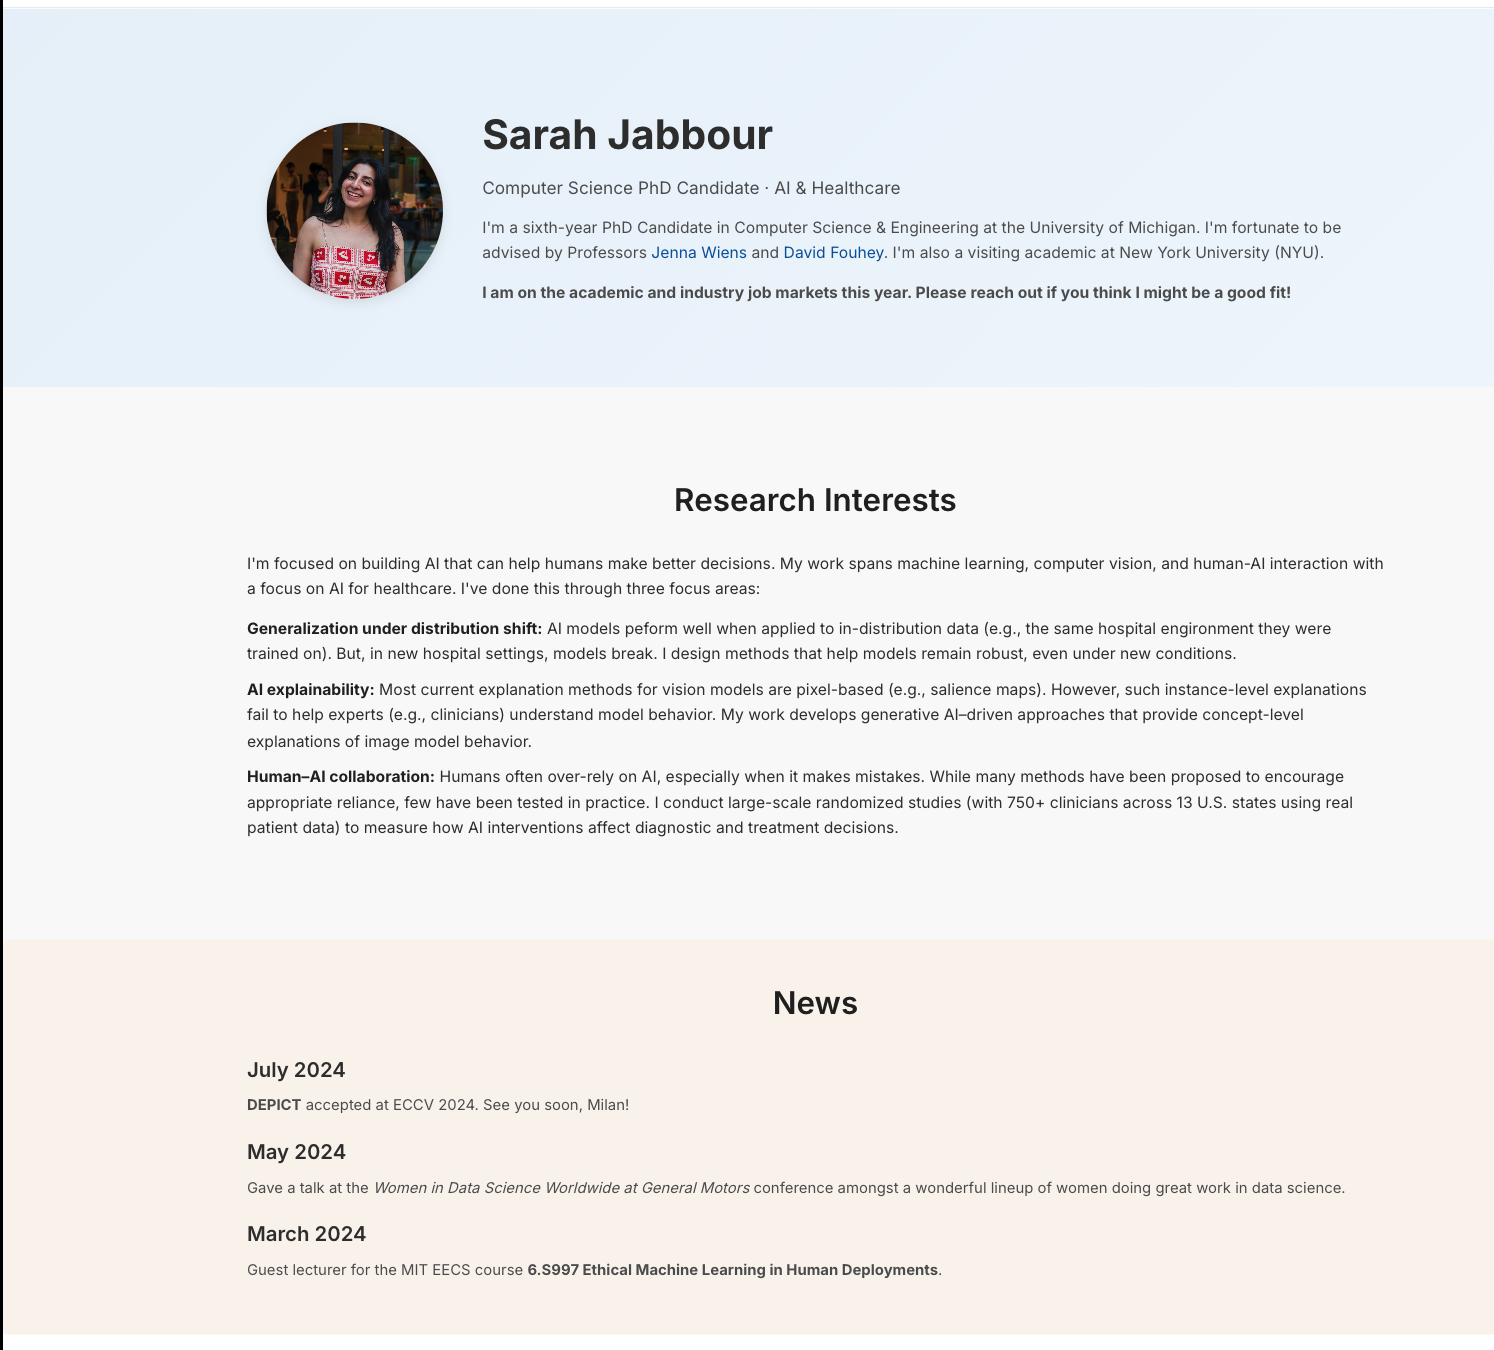 Sarah Jabbour
Computer Science PhD Candidate · AI & Healthcare
I'm a sixth-year PhD Candidate in Computer Science & Engineering at the University of Michigan. I'm fortunate to be
advised by Professors Jenna Wiens and David Fouhey. I'm also a visiting academic at New York University (NYU).
I am on the academic and industry job markets this year. Please reach out if you think I might be a good fit!
Research Interests
I'm focused on building AI that can help humans make better decisions. My work spans machine learning, computer vision, and human-AI interaction with
a focus on AI for healthcare. I've done this through three focus areas:
Generalization under distribution shift: AI models peform well when applied to in-distribution data (e.g., the same hospital engironment they were
trained on). But, in new hospital settings, models break. I design methods that help models remain robust, even under new conditions.
AI explainability: Most current explanation methods for vision models are pixel-based (e.g., salience maps). However, such instance-level explanations
fail to help experts (e.g., clinicians) understand model behavior. My work develops generative AI–driven approaches that provide concept-level
explanations of image model behavior.
Human–AI collaboration: Humans often over-rely on AI, especially when it makes mistakes. While many methods have been proposed to encourage
appropriate reliance, few have been tested in practice. I conduct large-scale randomized studies (with 750+ clinicians across 13 U.S. states using real
patient data) to measure how AI interventions affect diagnostic and treatment decisions.
News
July 2024
DEPICT accepted at ECCV 2024. See you soon, Milan!
May 2024
Gave a talk at the Women in Data Science Worldwide at General Motors conference amongst a wonderful lineup of women doing great work in data science.
March 2024
Guest lecturer for the MIT EECS course 6.S997 Ethical Machine Learning in Human Deployments.